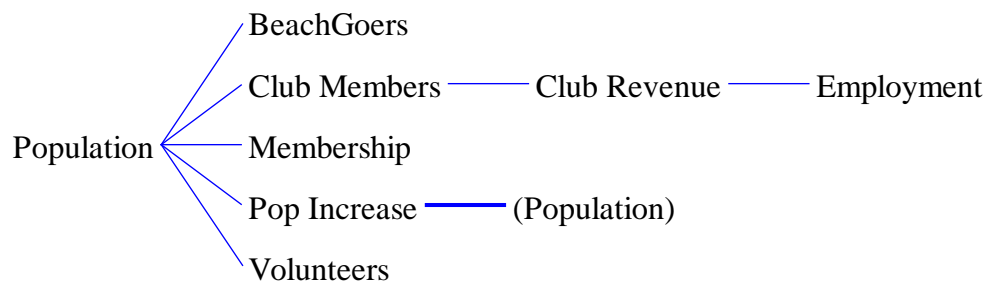 BeachGoers
Club Members Club Revenue Employment
Population Membership
Pop Increase (Population)
Volunteers